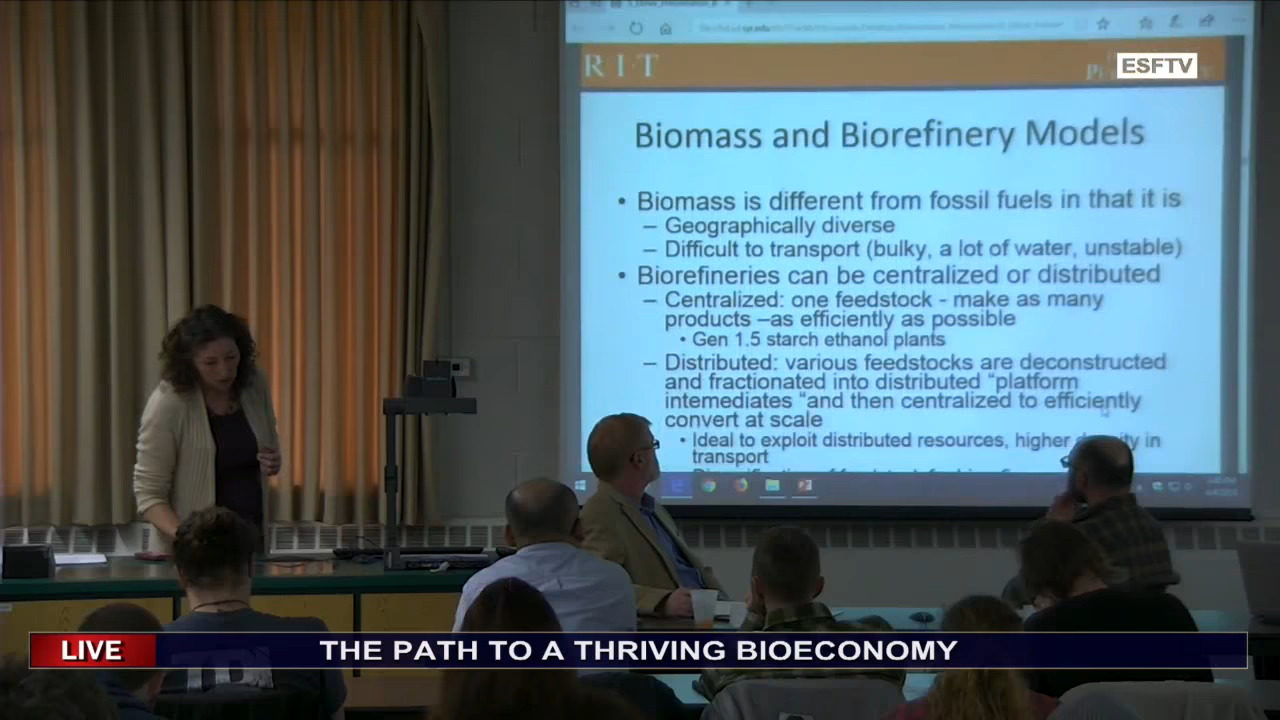 R·I·T
ESFTV
Biomass and Biorefinery Models
• Biomass is different from fossil fuels in that it is
– Geographically diverse
– Difficult to transport (bulky, a lot of water, unstable)
• Biorefineries can be centralized or distributed
– Centralized: one feedstock - make as many
products –as efficiently as possible
• Gen 1.5 starch ethanol plants
– Distributed: various feedstocks are deconstructed
and fractionated into distributed “platform
intemediates “and then centralized to efficiently
convert at scale
• Ideal to exploit distributed resources, higher in
transport
LIVE
THE PATH TO A THRIVING BIOECONOMY